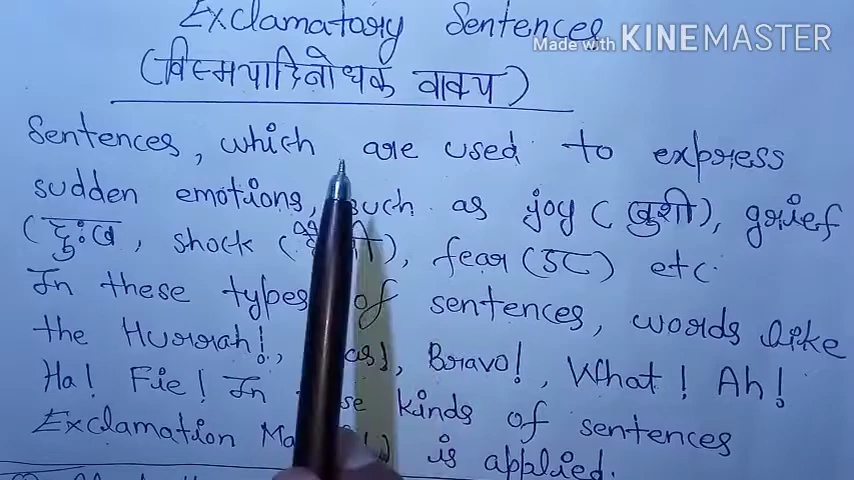 Exclamatory Sentences
Made with KINEMASTER
(विस्मयादिबोधक वाक्य)
Sentences, which are used to express
sudden emotions, such as joy (खुशी), grief
(दुःख, shock ( ), fear (डर) etc.
In these types of sentences, words like
the Hurrah!, Bravo!, What! Ah!
Ha! Fie! In kinds of sentences
Exclamation is applied.